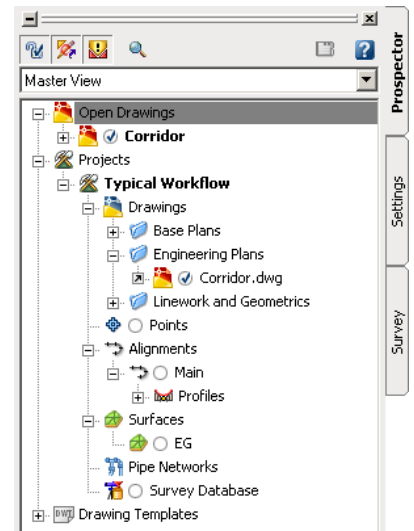 Master View
Open Drawings
Corridor
Projects
Typical Workflow
Drawings
Base Plans
Engineering Plans
Corridor.dwg
Linework and Geometrics
Points
Alignments
Main
Profiles
Surfaces
EG
Pipe Networks
Survey Database
DWT Drawing Templates
Prospector
Settings
Survey